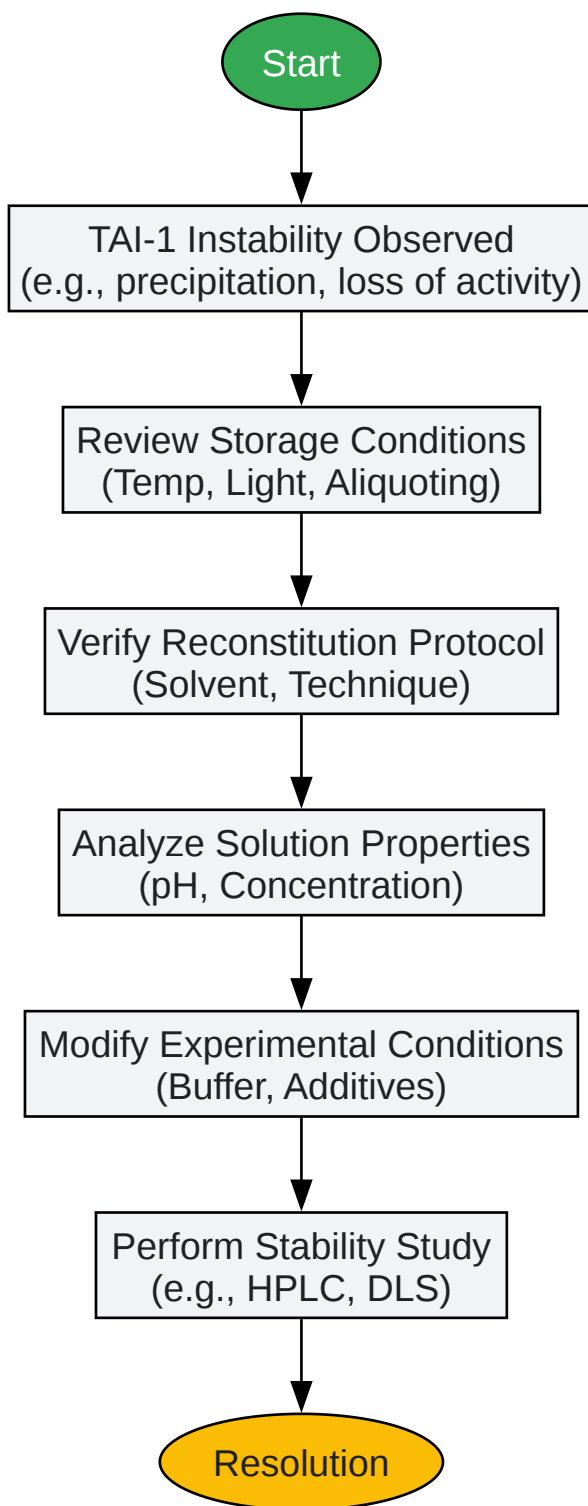 Start
TAI-1 Instability Observed
(e.g., precipitation, loss of activity)
Review Storage Conditions
(Temp, Light, Aliquoting)
Verify Reconstitution Protocol
(Solvent, Technique)
Analyze Solution Properties
(pH, Concentration)
Modify Experimental Conditions
(Buffer, Additives)
Perform Stability Study
(e.g., HPLC, DLS)
Resolution